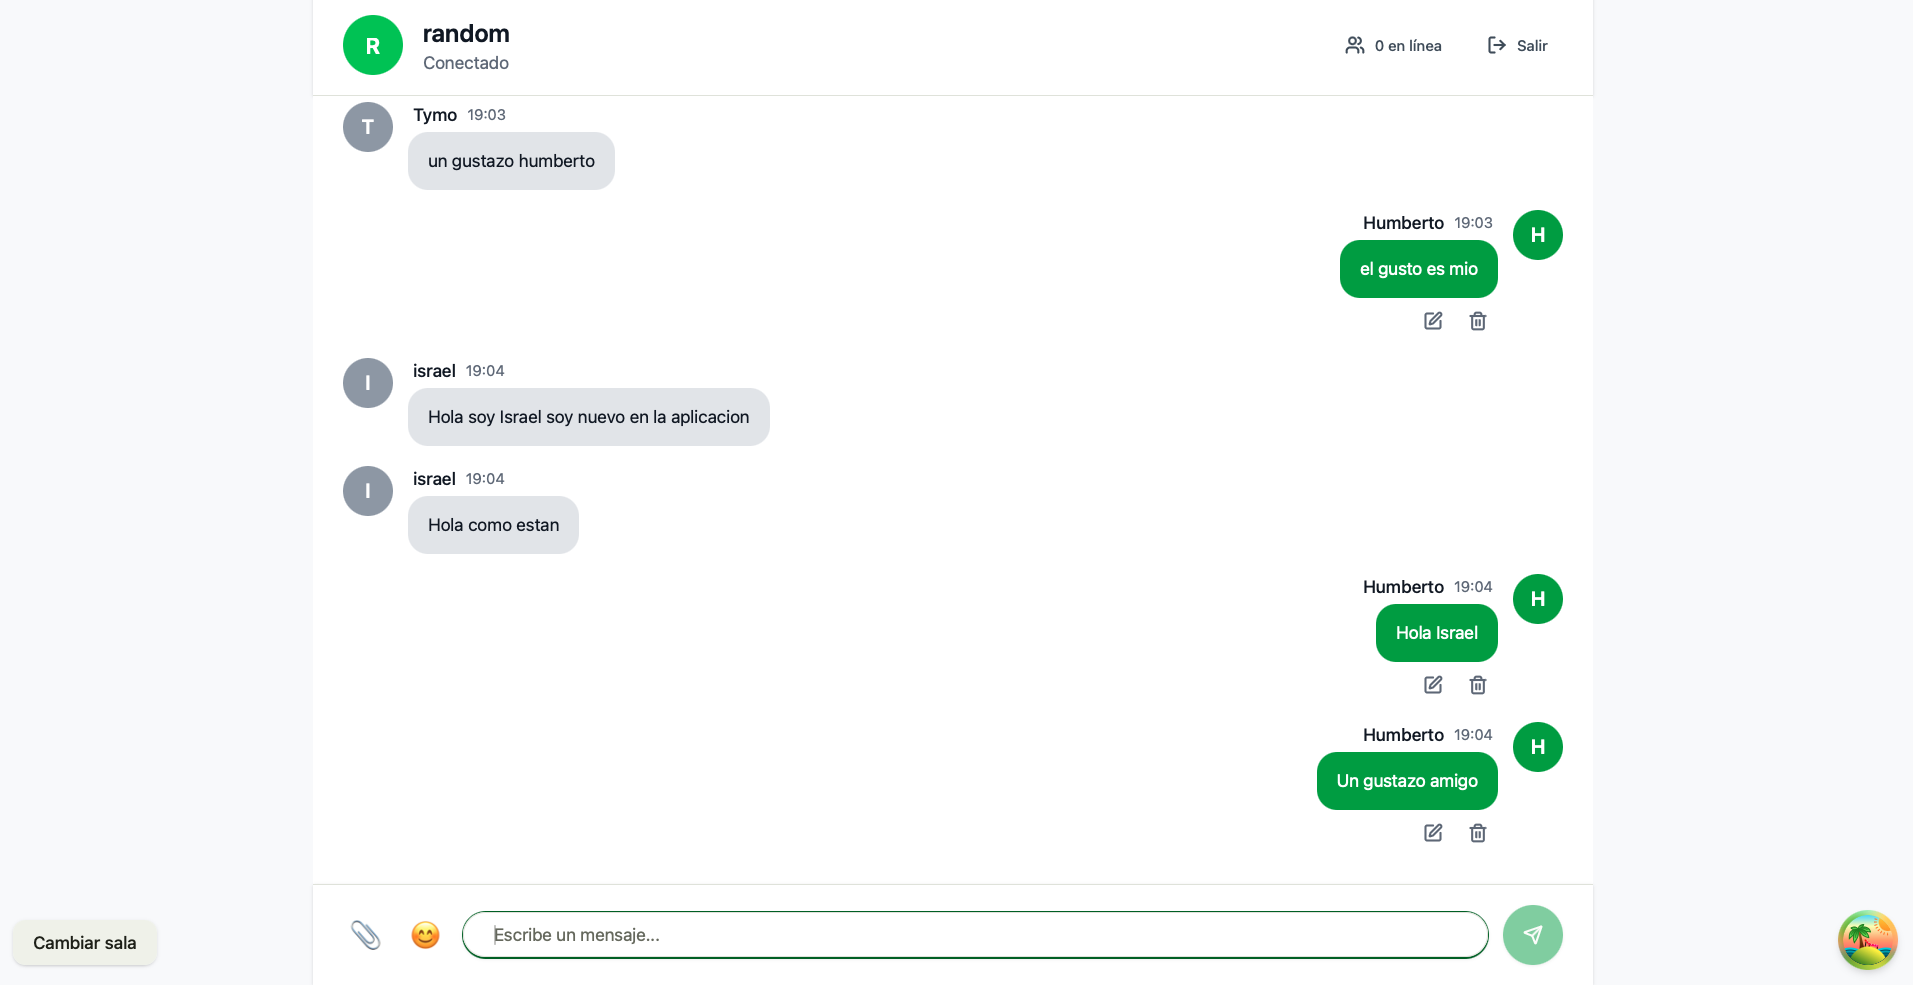 R
random
Conectado
0 en línea
Salir
T
Tymo 19:03
un gustazo humberto
Humberto 19:03
H
el gusto es mio
I
israel 19:04
Hola soy Israel soy nuevo en la aplicacion
I
israel 19:04
Hola como estan
Humberto 19:04
H
Hola Israel
Humberto 19:04
H
Un gustazo amigo
Escribe un mensaje...
Cambiar sala